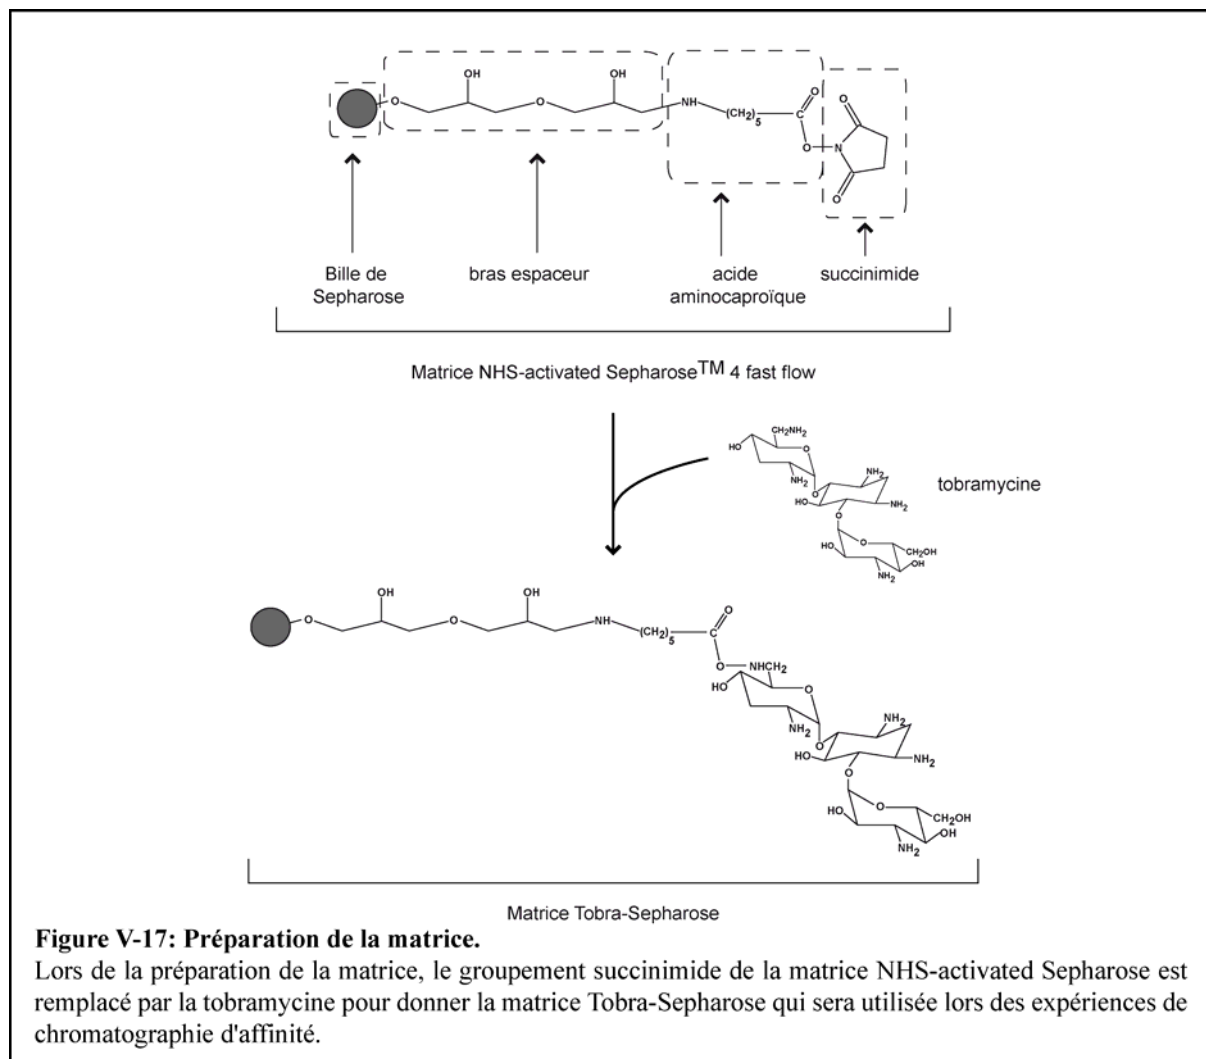 OH
OH
O
O
NH
(CH2)5
C
O
O
N
O
O
Bille de
Sepharose
bras espaceur
acide
aminocaproïque
succinimide
Matrice NHS-activated Sepharose™ 4 fast flow
CH2NH2
HO
O
NH2
O
NH2
HO
NH2
O
O
HO
CH2OH
OH
NH2
tobramycine
OH
OH
O
O
NH
(CH2)5
C
O
O
NHCH2
HO
O
NH2
O
NH2
HO
NH2
O
O
HO
CH2OH
OH
NH2
Matrice Tobra-Sepharose
Figure V-17: Préparation de la matrice.
Lors de la préparation de la matrice, le groupement succinimide de la matrice NHS-activated Sepharose est
remplacé par la tobramycine pour donner la matrice Tobra-Sepharose qui sera utilisée lors des expériences de
chromatographie d'affinité.